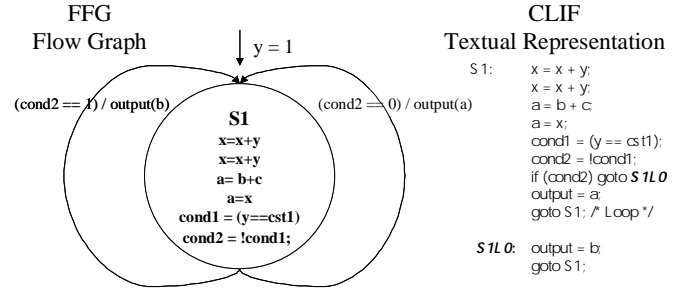 FFG
Flow Graph
y = 1
(cond2 == 1) / output(b)
(cond2 == 0) / output(a)
S1
x=x+y
x=x+y
a= b+c
a=x
cond1 = (y==cst1)
cond2 = !cond1;
CLIF
Textual Representation
S1: x = x + y;
x = x + y;
a = b + c;
a = x;
cond1 = (y == cst1);
cond2 = !cond1;
if (cond2) goto S1L0
output = a;
goto S1; /* Loop */
S1L0: output = b;
goto S1;